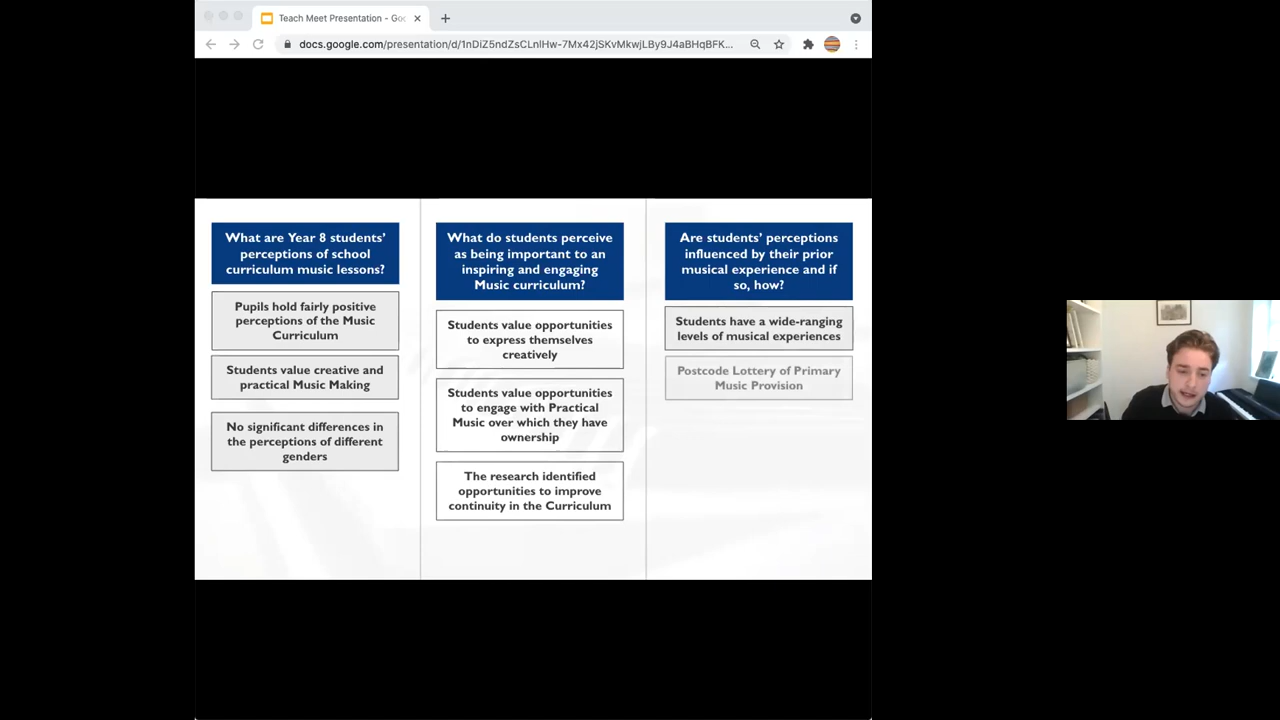 Teach Meet Presentation - Goo
docs.google.com/presentation/d/1nDiZ5ndZsCLnIHw-7Mx42jSKvMkwjLBy9J4aBHqBFK...
What are Year 8 students'
perceptions of school
curriculum music lessons?
Pupils hold fairly positive
perceptions of the Music
Curriculum
Students value creative and
practical Music Making
No significant differences in
the perceptions of different
genders
What do students perceive
as being important to an
inspiring and engaging
Music curriculum?
Students value opportunities
to express themselves
creatively
Students value opportunities
to engage with Practical
Music over which they have
ownership
The research identified
opportunities to improve
continuity in the Curriculum
Are students' perceptions
influenced by their prior
musical experience and if
so, how?
Students have a wide-ranging
levels of musical experiences
Postcode Lottery of Primary
Music Provision